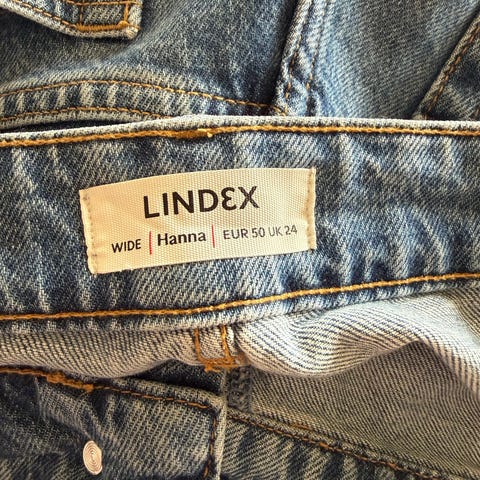 LINDEX
WIDE | Hanna | EUR 50 UK 24